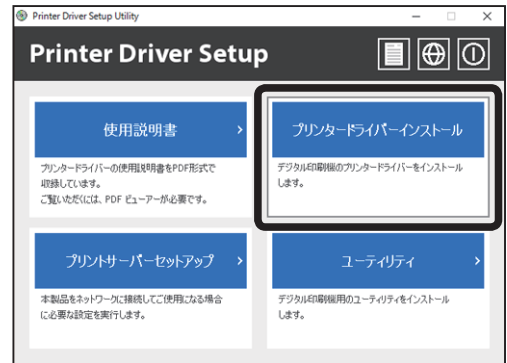 Printer Driver Setup Utility
Printer Driver Setup
使用説明書
プリンタードライバーの使用説明書をPDF形式で
収録しています。
ご覧いただくには、PDF ビューアーが必要です。
プリンタードライバーインストール
デジタル印刷機のプリンタードライバーをインストール
します。
プリントサーバーセットアップ
本製品をネットワークに接続してご使用になる場合
に必要な設定を実行します。
ユーティリティ
デジタル印刷機用のユーティリティをインストール
します。